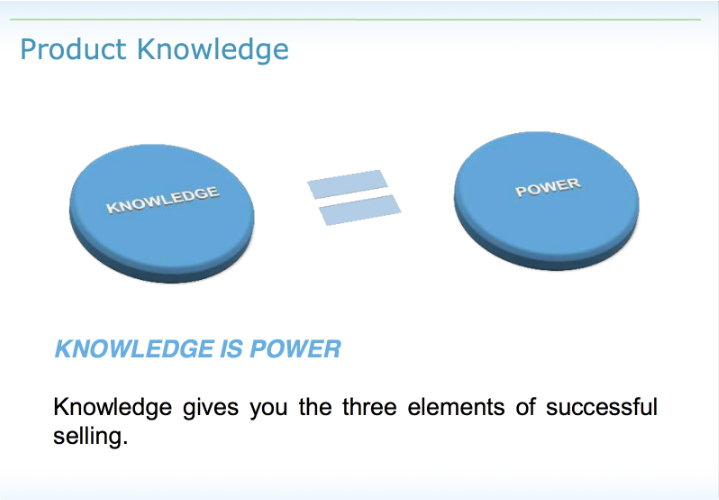 Product Knowledge
KNOWLEDGE
POWER
KNOWLEDGE IS POWER
Knowledge gives you the three elements of successful
selling.